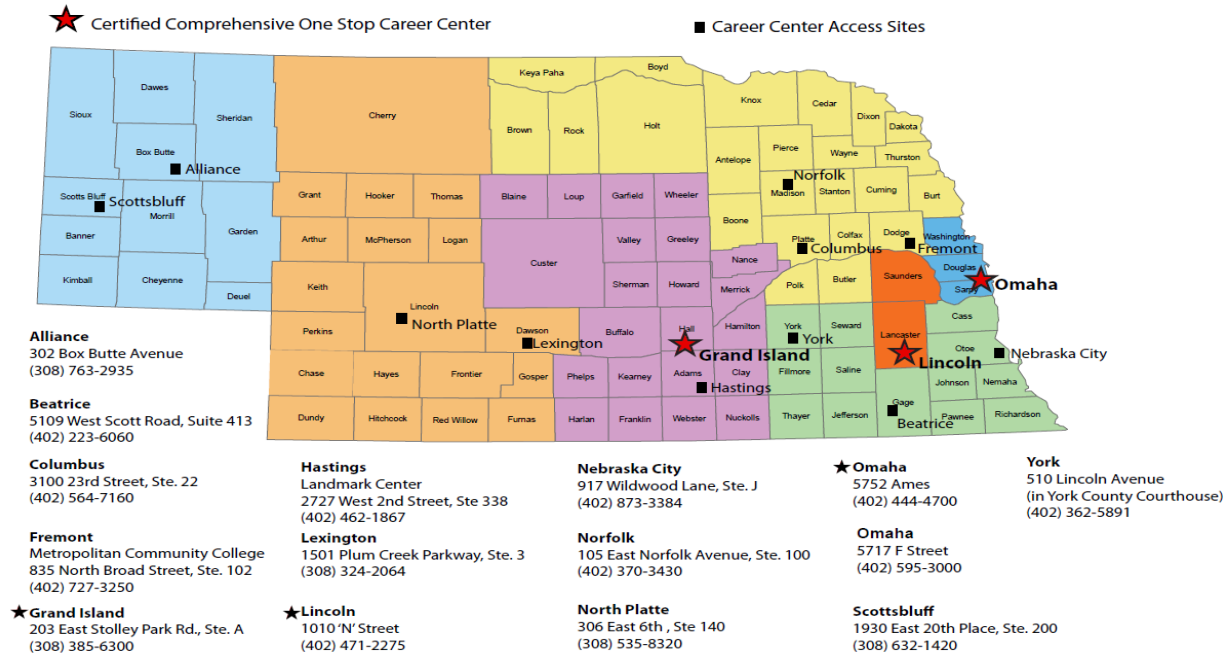 Certified Comprehensive One Stop Career Center
Career Center Access Sites
Sioux
Dawes
Sheridan
Box Butte
Alliance
Scotts Bluff
Scottsbluff
Morrill
Garden
Banner
Kimball
Cheyenne
Deuel
Cherry
Grant
Hooker
Thomas
Arthur
McPherson
Logan
Keith
Lincoln
North Platte
Perkins
Dawson
Lexington
Chase
Hayes
Frontier
Gosper
Dundy
Hitchcock
Red Willow
Furnas
Keya Paha
Boyd
Brown
Rock
Holt
Knox
Cedar
Dixon
Dakota
Antelope
Pierce
Wayne
Thurston
Norfolk
Madison
Stanton
Cuming
Burt
Boone
Platte
Colfax
Dodge
Columbus
Fremont
Polk
Butler
Blaine
Loup
Garfield
Wheeler
Custer
Valley
Greeley
Nance
Sherman
Howard
Merrick
Buffalo
Hall
Hamilton
Grand Island
Phelps
Kearney
Adams
Clay
Hastings
Harlan
Franklin
Webster
Nuckolls
Washington
Douglas
Sarpy
Omaha
Saunders
Lancaster
Lincoln
York
Seward
York
Fillmore
Saline
Thayer
Jefferson
Gage
Beatrice
Cass
Otoe
Nebraska City
Johnson
Nemaha
Pawnee
Richardson
Alliance
302 Box Butte Avenue
(308) 763-2935
Beatrice
5109 West Scott Road, Suite 413
(402) 223-6060
Columbus
3100 23rd Street, Ste. 22
(402) 564-7160
Fremont
Metropolitan Community College
835 North Broad Street, Ste. 102
(402) 727-3250
Grand Island
203 East Stolley Park Rd., Ste. A
(308) 385-6300
Hastings
Landmark Center
2727 West 2nd Street, Ste 338
(402) 462-1867
Lexington
1501 Plum Creek Parkway, Ste. 3
(308) 324-2064
Lincoln
1010 ‘N’ Street
(402) 471-2275
Nebraska City
917 Wildwood Lane, Ste. J
(402) 873-3384
Norfolk
105 East Norfolk Avenue, Ste. 100
(402) 370-3430
North Platte
306 East 6th , Ste 140
(308) 535-8320
Omaha
5752 Ames
(402) 444-4700
Omaha
5717 F Street
(402) 595-3000
Scottsbluff
1930 East 20th Place, Ste. 200
(308) 632-1420
York
510 Lincoln Avenue
(in York County Courthouse)
(402) 362-5891